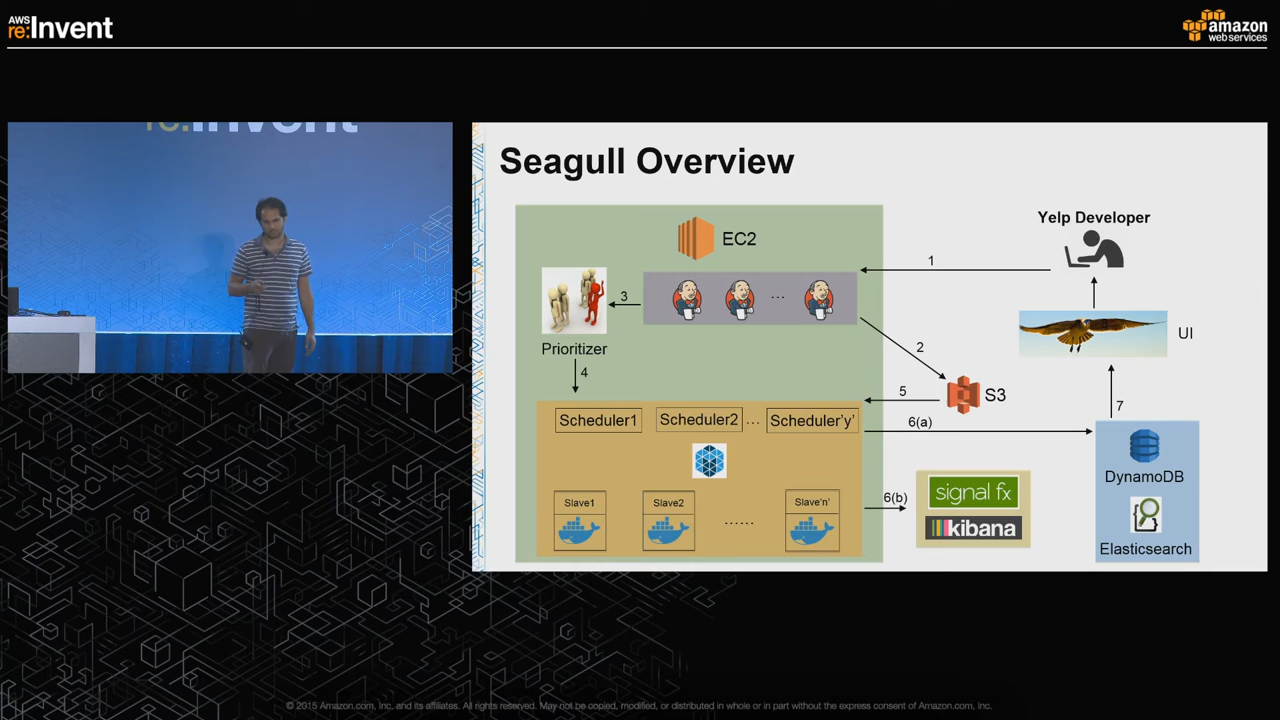 AWS
re:Invent
amazon
web services
re:Invent
Seagull Overview
EC2
Yelp Developer
1
3
...
2
UI
Prioritizer
4
5
S3
7
Scheduler1
Scheduler2
...
Scheduler'y'
6(a)
DynamoDB
Slave1
Slave2
......
Slave'n'
6(b)
signal fx
kibana
Elasticsearch
© 2015 Amazon.com, Inc. and its affiliates. All rights reserved. May not be copied, modified, or distributed in whole or in part without the express consent of Amazon.com, Inc.